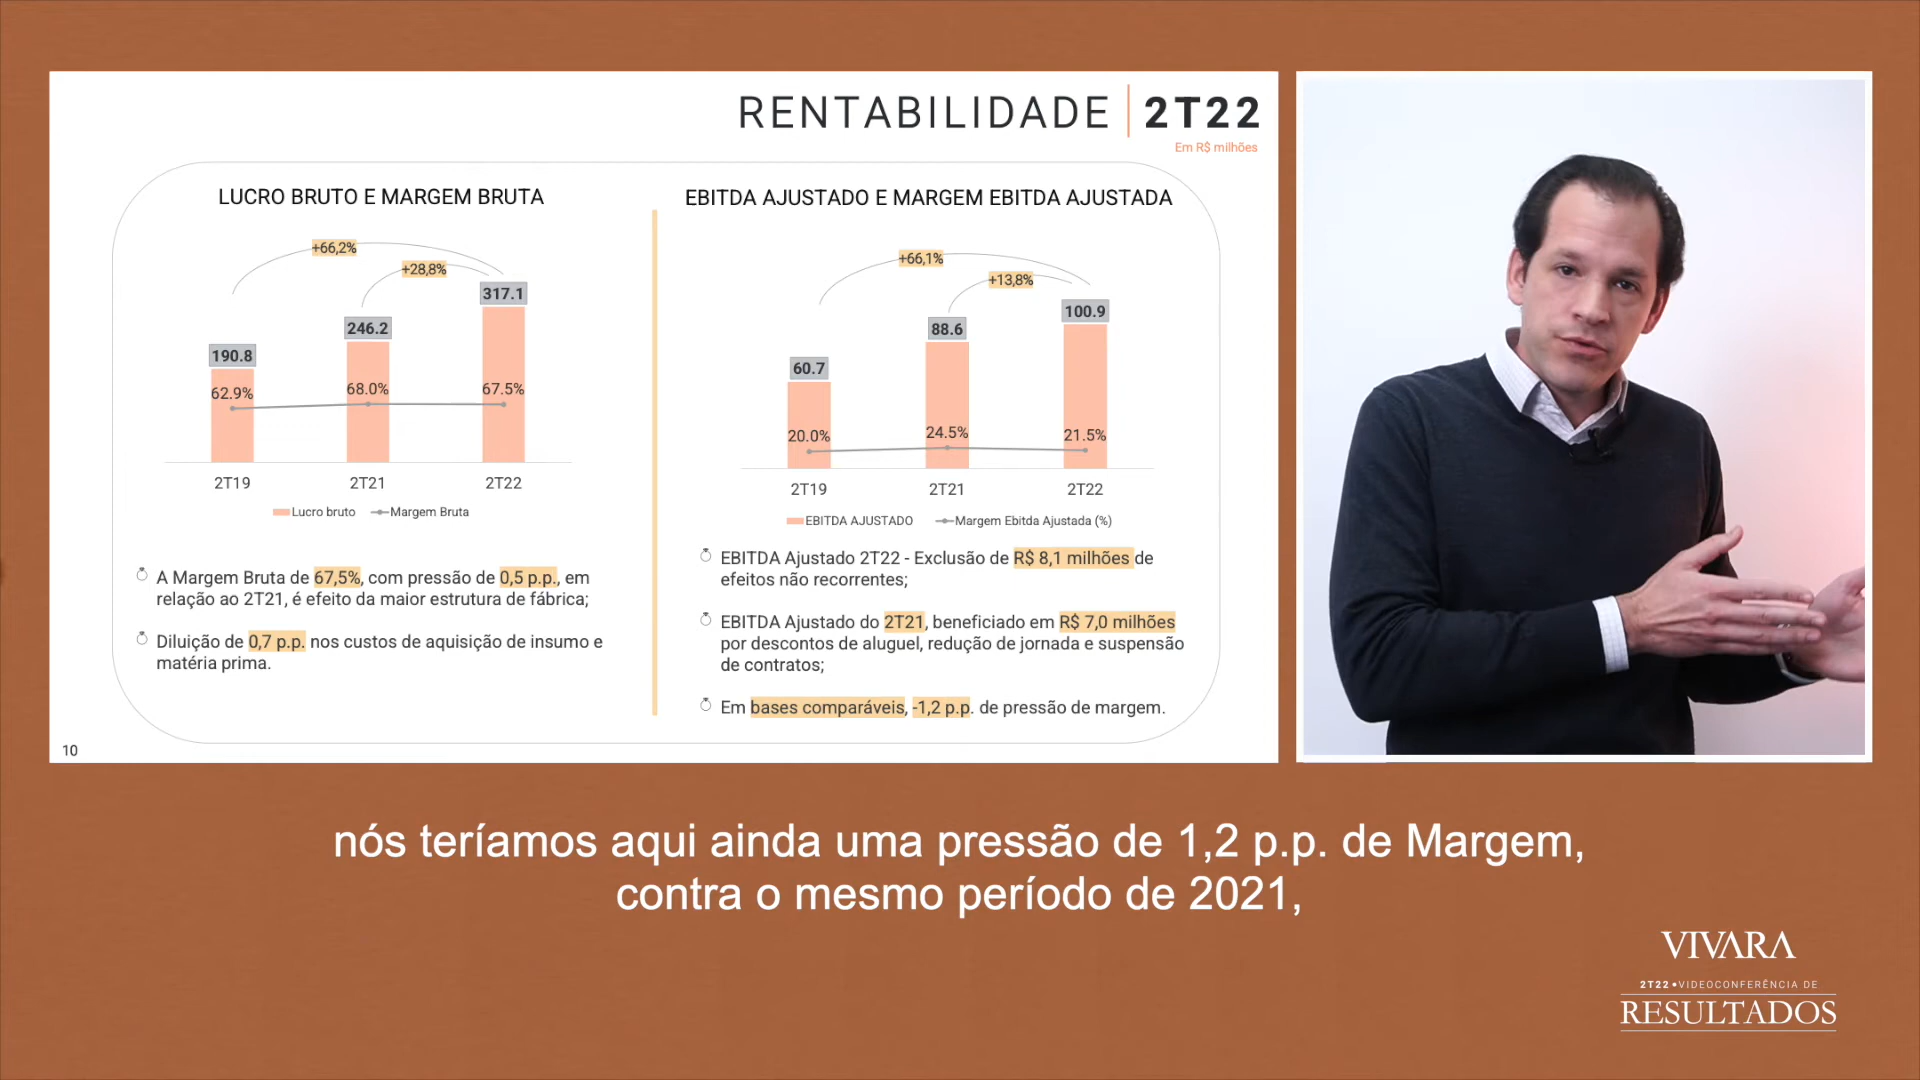 RENTABILIDADE 2T22
Em R$ milhões
LUCRO BRUTO E MARGEM BRUTA
+66,2%
+28,8%
317.1
246.2
190.8
62.9%
68.0%
67.5%
2T19
2T21
2T22
Lucro bruto
Margem Bruta
A Margem Bruta de 67,5%, com pressão de 0,5 p.p., em
relação ao 2T21, é efeito da maior estrutura de fábrica;
Diluição de 0,7 p.p. nos custos de aquisição de insumo e
matéria prima.
EBITDA AJUSTADO E MARGEM EBITDA AJUSTADA
+66,1%
+13,8%
100.9
88.6
60.7
20.0%
24.5%
21.5%
2T19
2T21
2T22
EBITDA AJUSTADO
Margem Ebitda Ajustada (%)
EBITDA Ajustado 2T22 - Exclusão de R$ 8,1 milhões de
efeitos não recorrentes;
EBITDA Ajustado do 2T21, beneficiado em R$ 7,0 milhões
por descontos de aluguel, redução de jornada e suspensão
de contratos;
Em bases comparáveis, -1,2 p.p. de pressão de margem.
10
nós teríamos aqui ainda uma pressão de 1,2 p.p. de Margem,
contra o mesmo período de 2021,
VIVARA
2T22•VIDEOCONFERÊNCIA DE
RESULTADOS